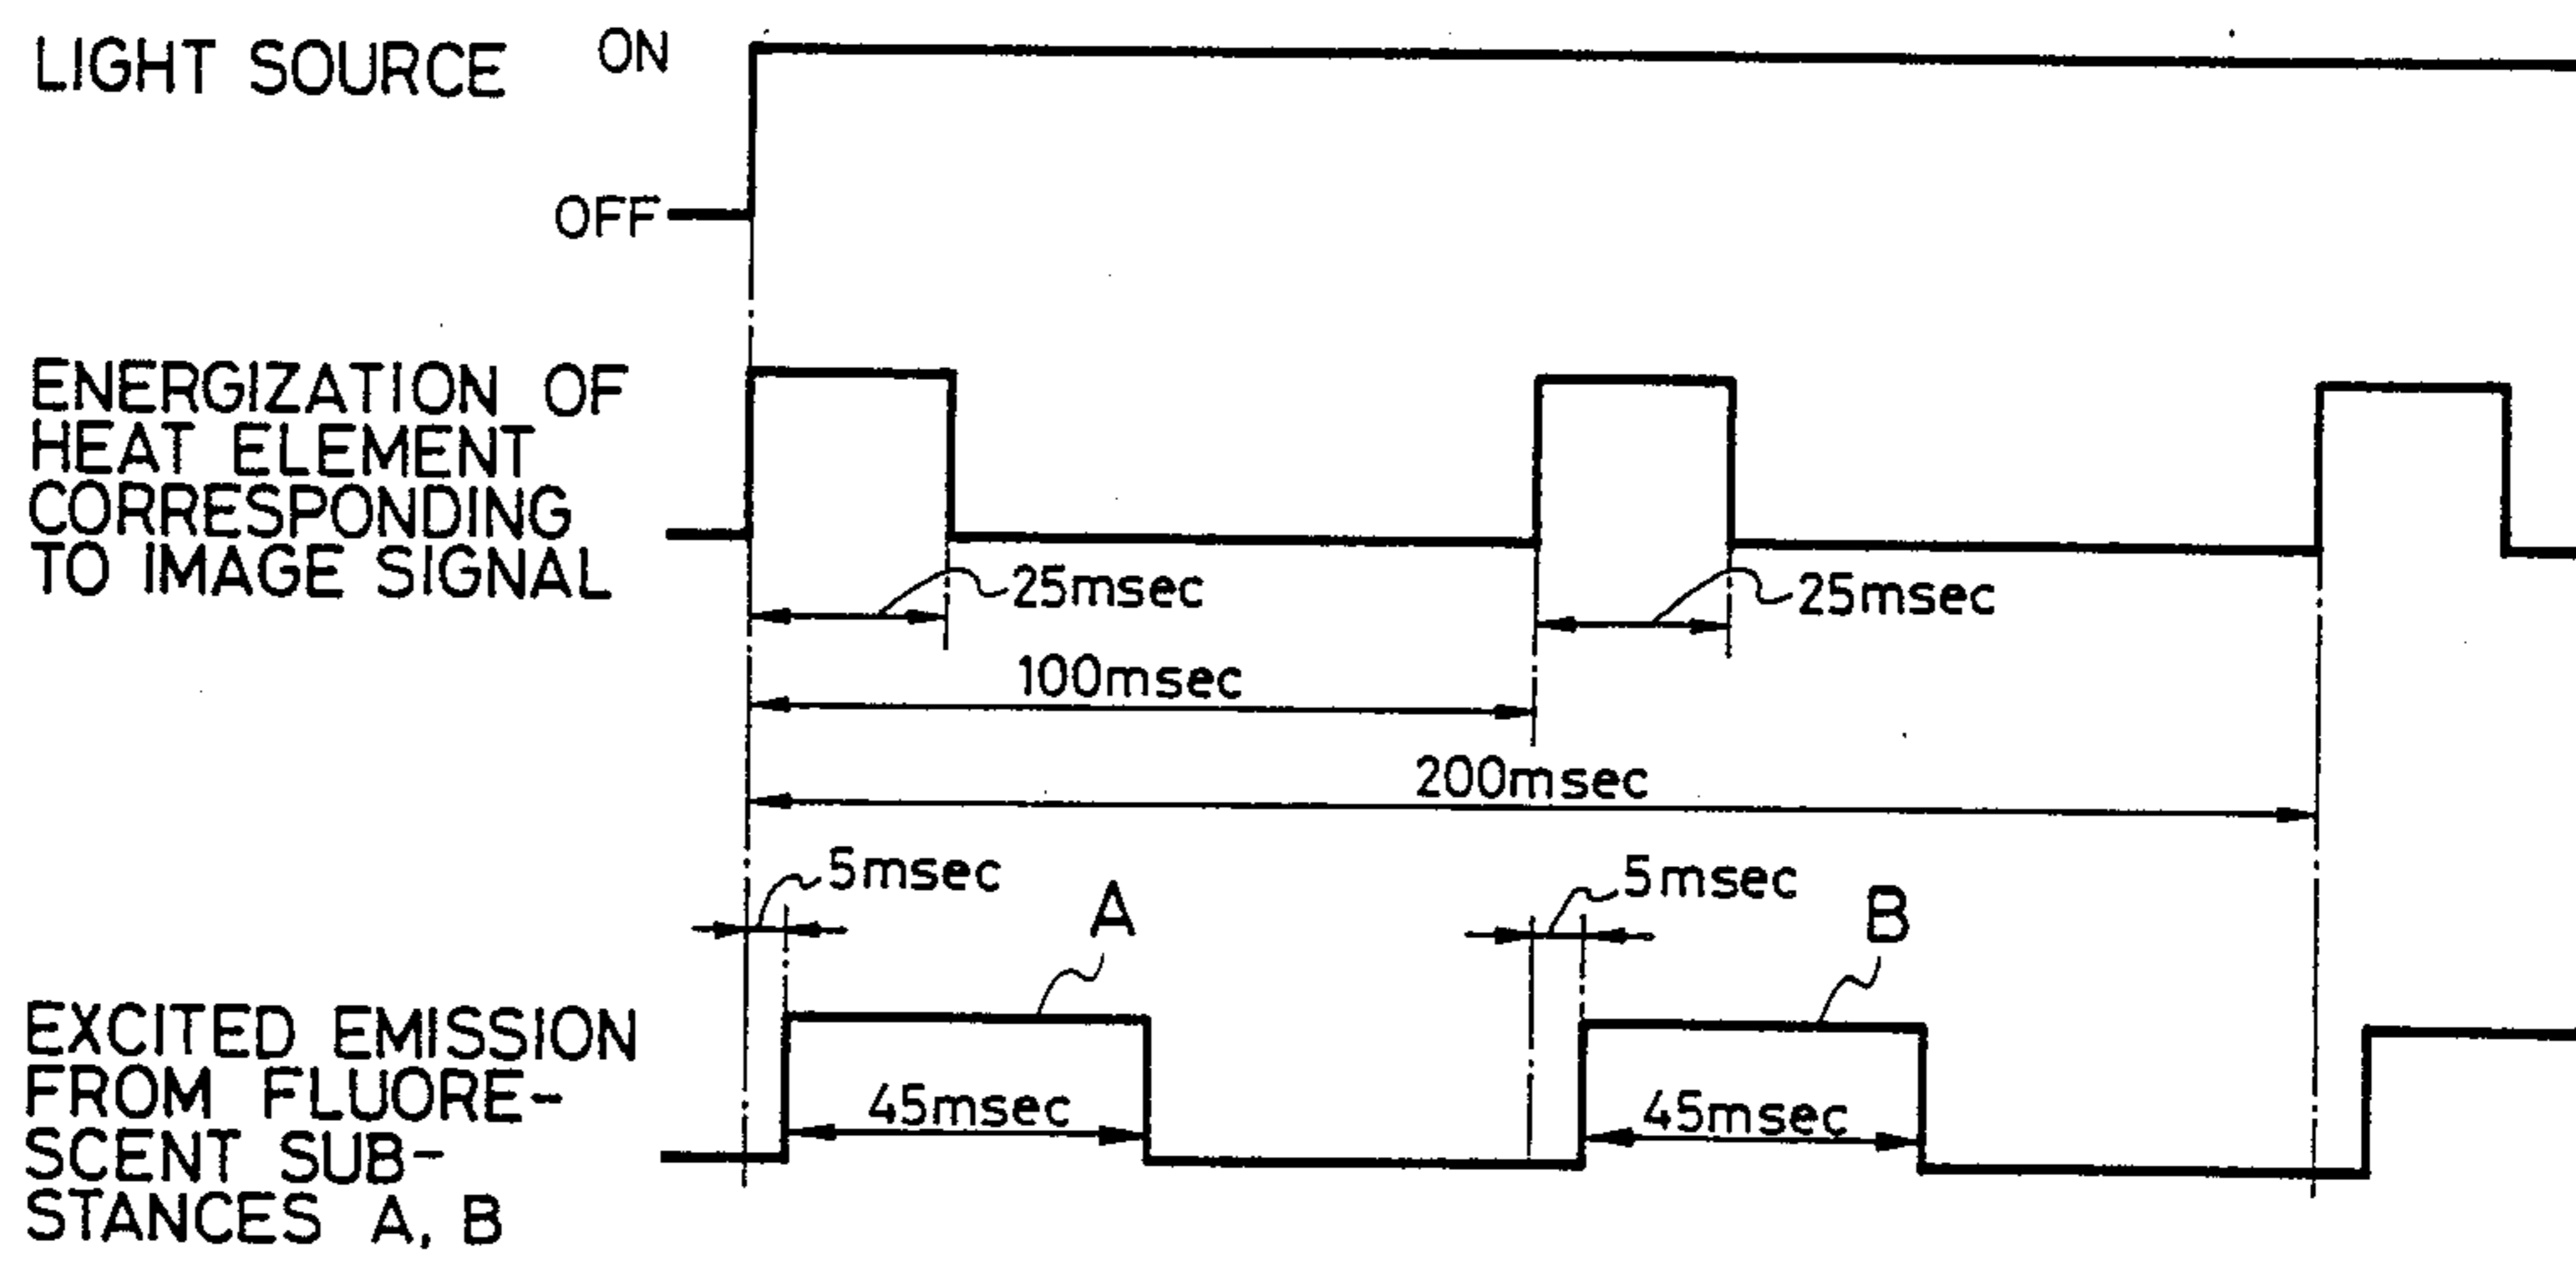 LIGHT SOURCE
ON
OFF
ENERGIZATION OF
HEAT ELEMENT
CORRESPONDING
TO IMAGE SIGNAL
25msec
25msec
100msec
200msec
5msec
A
5msec
B
EXCITED EMISSION
FROM FLUORE-
SCENT SUB-
STANCES A, B
45msec
45msec